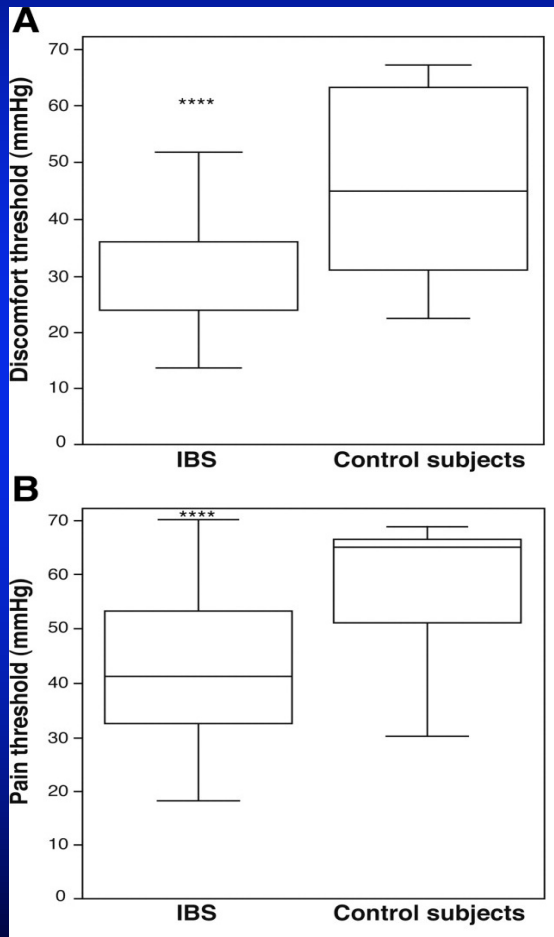 A
Discomfort threshold (mmHg)
70
60
50
40
30
20
10
0
****
IBS
Control subjects
B
Pain threshold (mmHg)
70
60
50
40
30
20
10
0
****
IBS
Control subjects